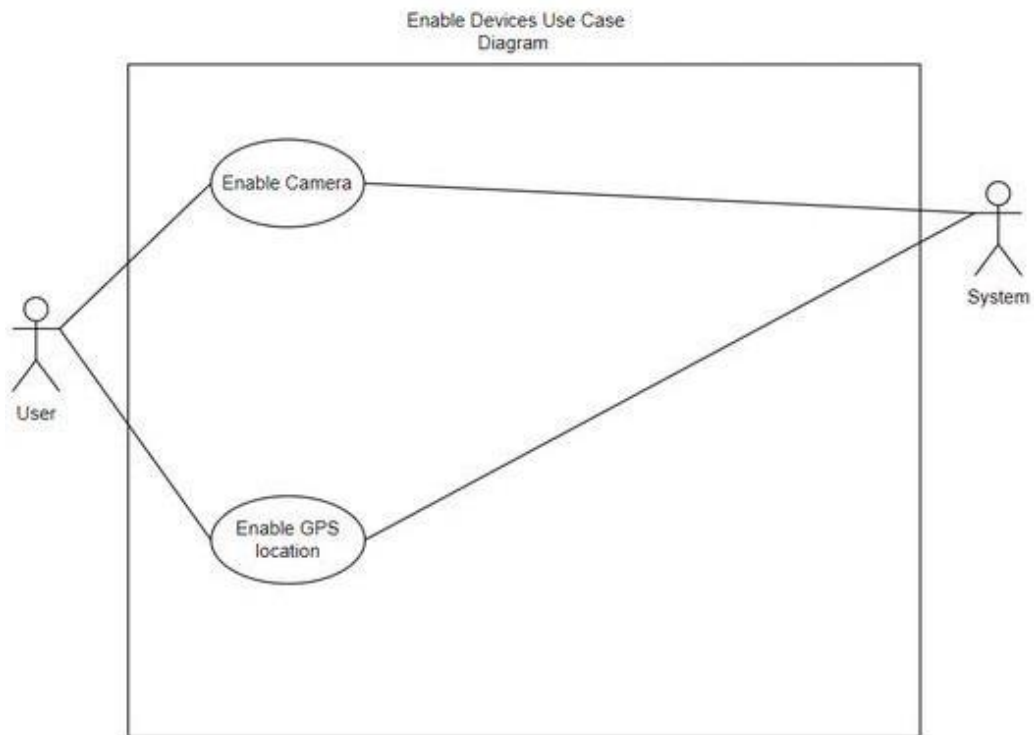 Enable Devices Use Case
Diagram
Enable Camera
System
User
Enable GPS
location